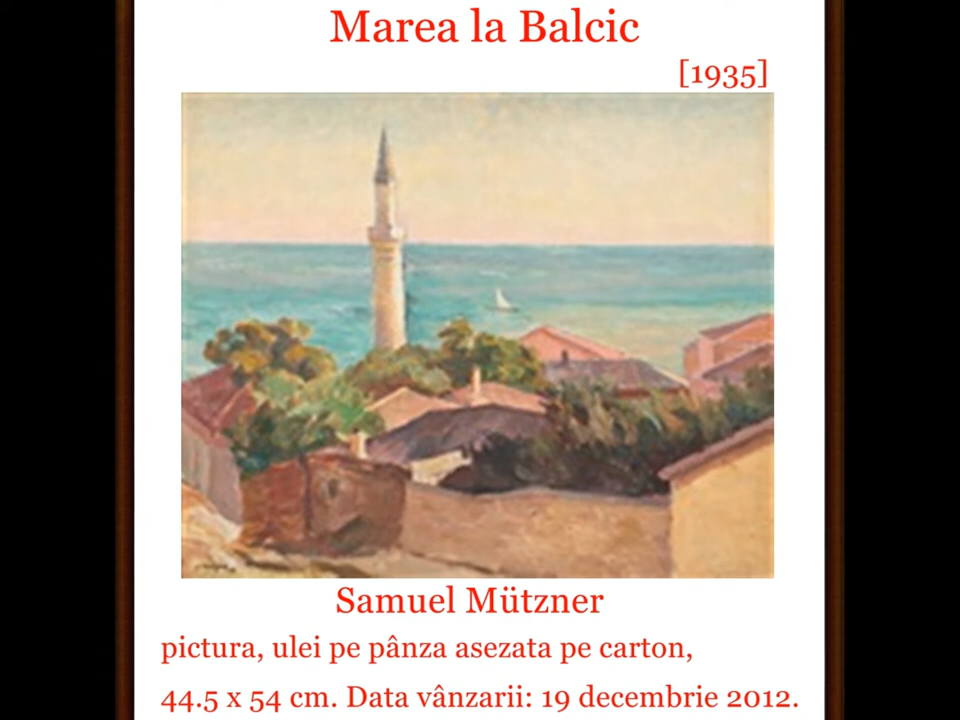 Marea la Balcic
[1935]
Samuel Mützner
pictura, ulei pe pânza asezata pe carton,
44.5 x 54 cm. Data vânzarii: 19 decembrie 2012.